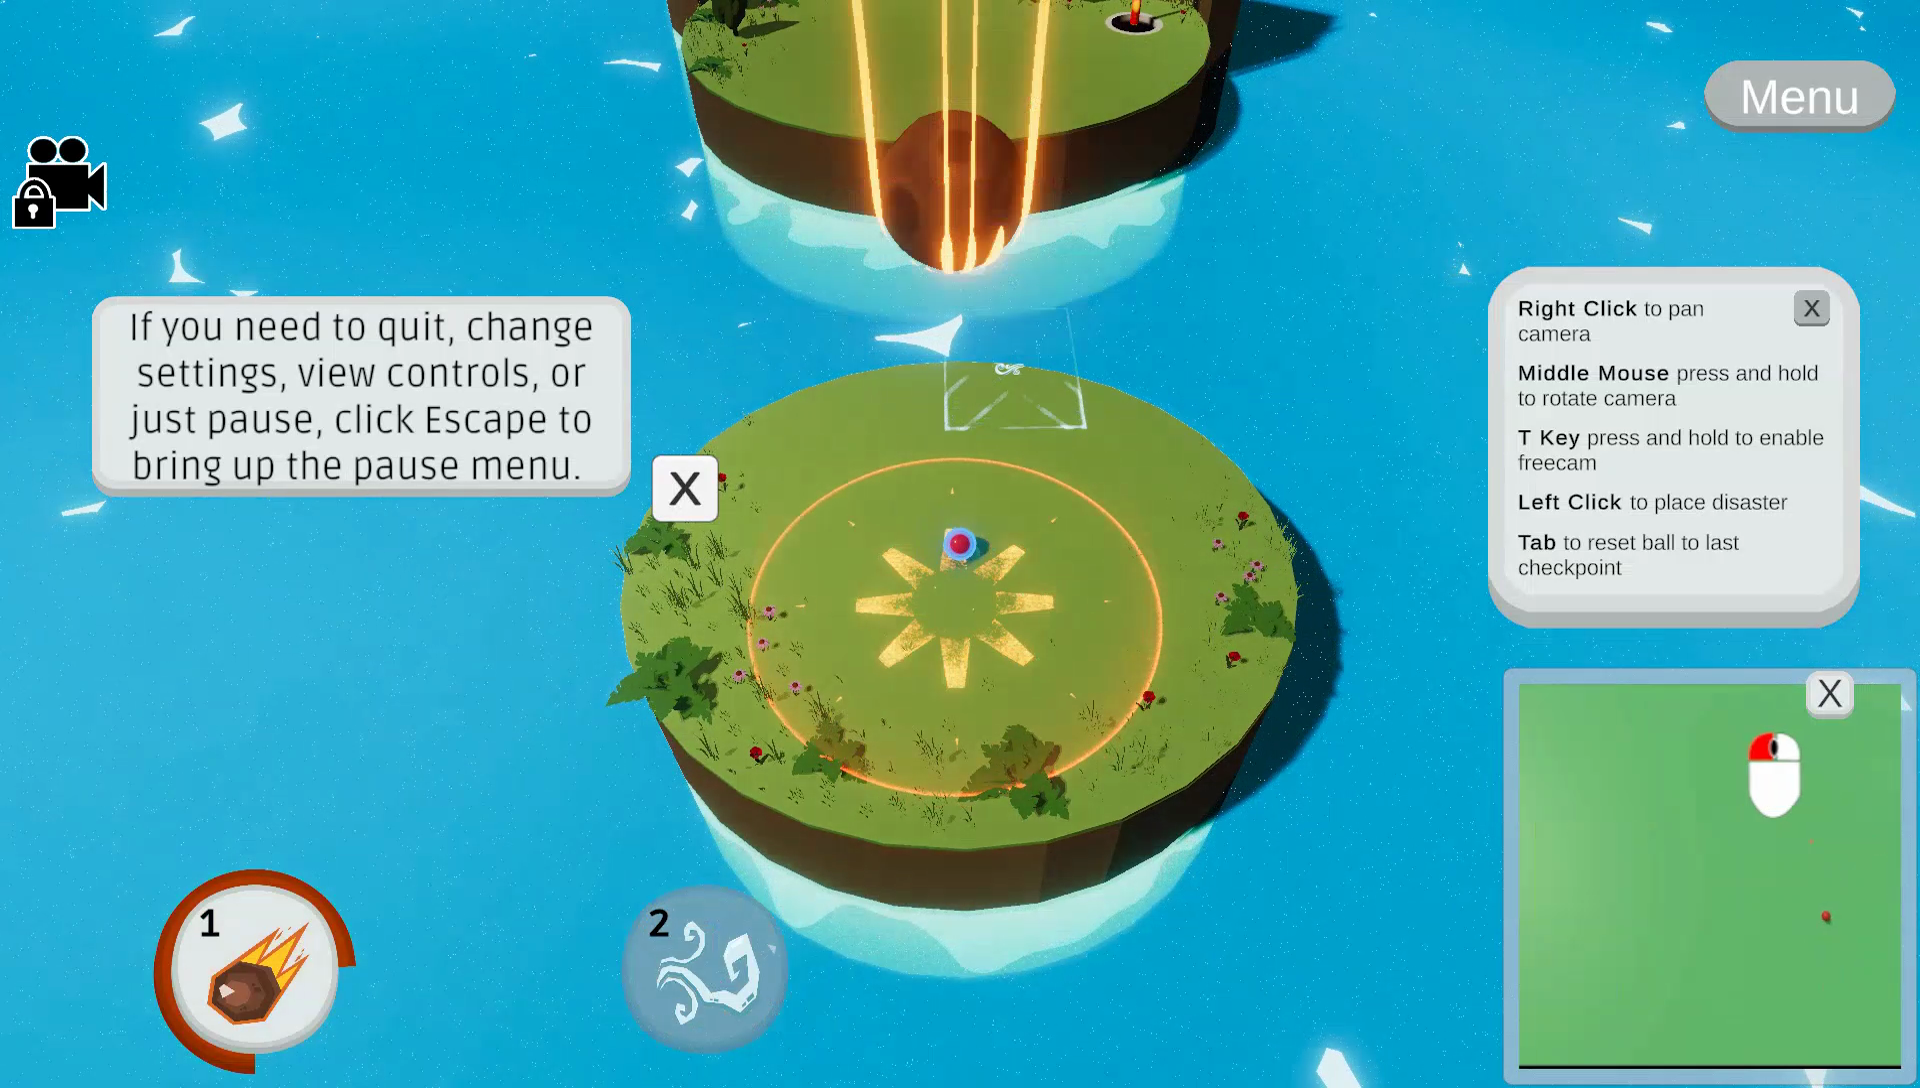 Menu
If you need to quit, change
settings, view controls, or
just pause, click Escape to
bring up the pause menu.
X
Right Click to pan
camera
X
Middle Mouse press and hold
to rotate camera
T Key press and hold to enable
freecam
Left Click to place disaster
Tab to reset ball to last
checkpoint
X
1
2